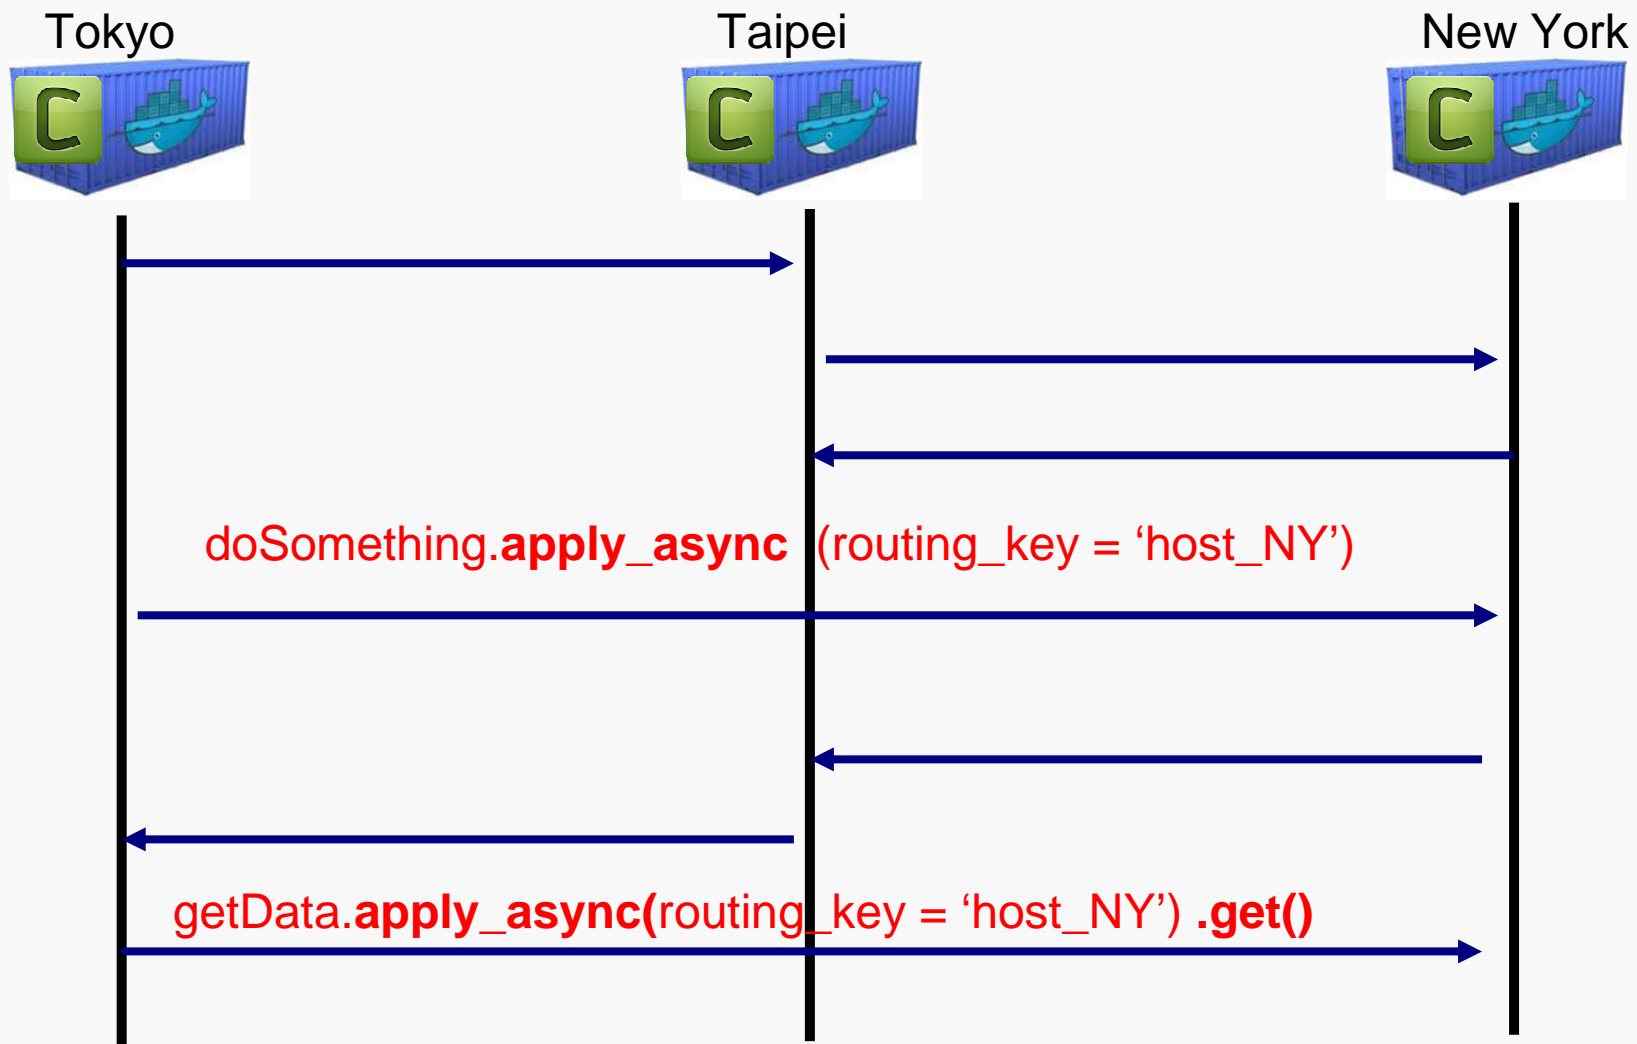 Tokyo
Taipei
New York
C
C
C
doSomething.apply_async (routing_key = ‘host_NY’)
getData.apply_async(routing_key = ‘host_NY’) .get()